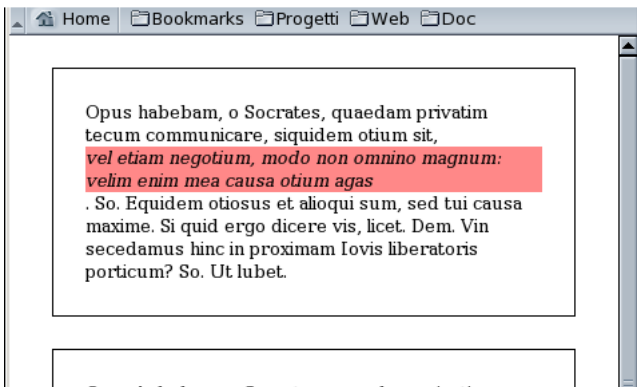 Home Bookmarks Progetti Web Doc
Opus habebam, o Socrates, quaedam privatim
tecum communicare, siquidem otium sit,
vel etiam negotium, modo non omnino magnum:
velim enim mea causa otium agas
. So. Equidem otiosus et alioqui sum, sed tui causa
maxime. Si quid ergo dicere vis, licet. Dem. Vin
secedamus hinc in proximam Iovis liberatoris
porticum? So. Ut lubet.